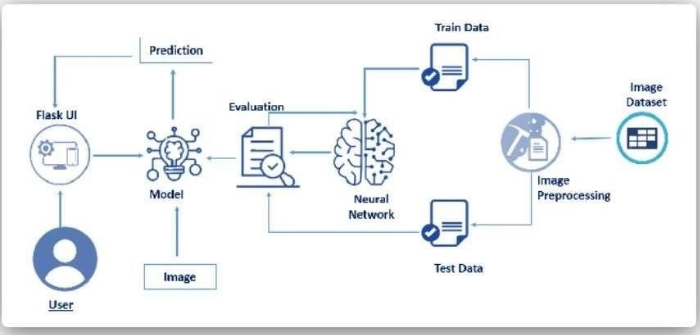 Train Data
Prediction
Image
Dataset
Evaluation
Flask UI
Image
Preprocessing
Model
Neural
Network
Test Data
Image
User